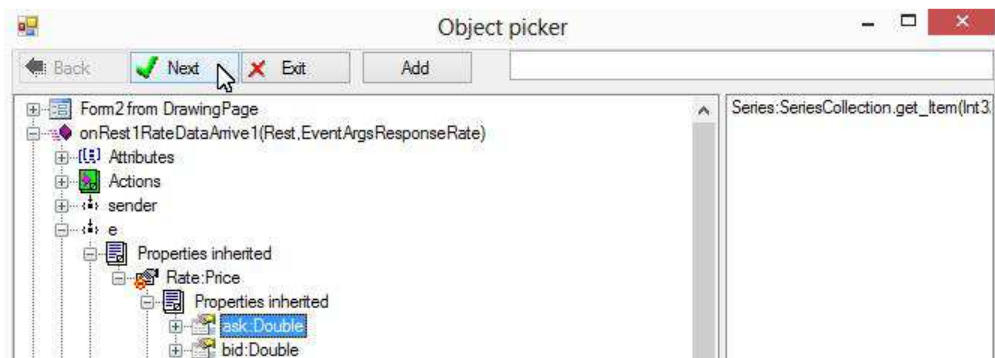 Object picker
Back Next Exit Add
Form2 from DrawingPage
onRest1RateDataArrive1(Rest,EventArgsResponseRate)
Attributes
Actions
sender
e
Properties inherited
Rate:Price
Properties inherited
ask:Double
bid:Double
Series:SeriesCollection.get_Item(Int3